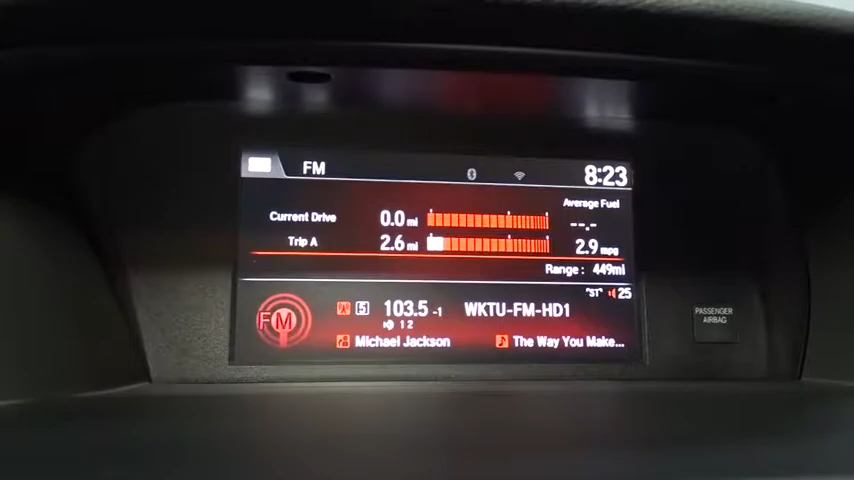 FM 8:23
Average Fuel
Current Drive 0.0 mi --.-
Trip A 2.6 mi 2.9 mpg
Range : 449mi
"ST" 25
FM 5 103.5 -1 WKTU-FM-HD1
1 2
Michael Jackson The Way You Make...
PASSENGER
AIRBAG